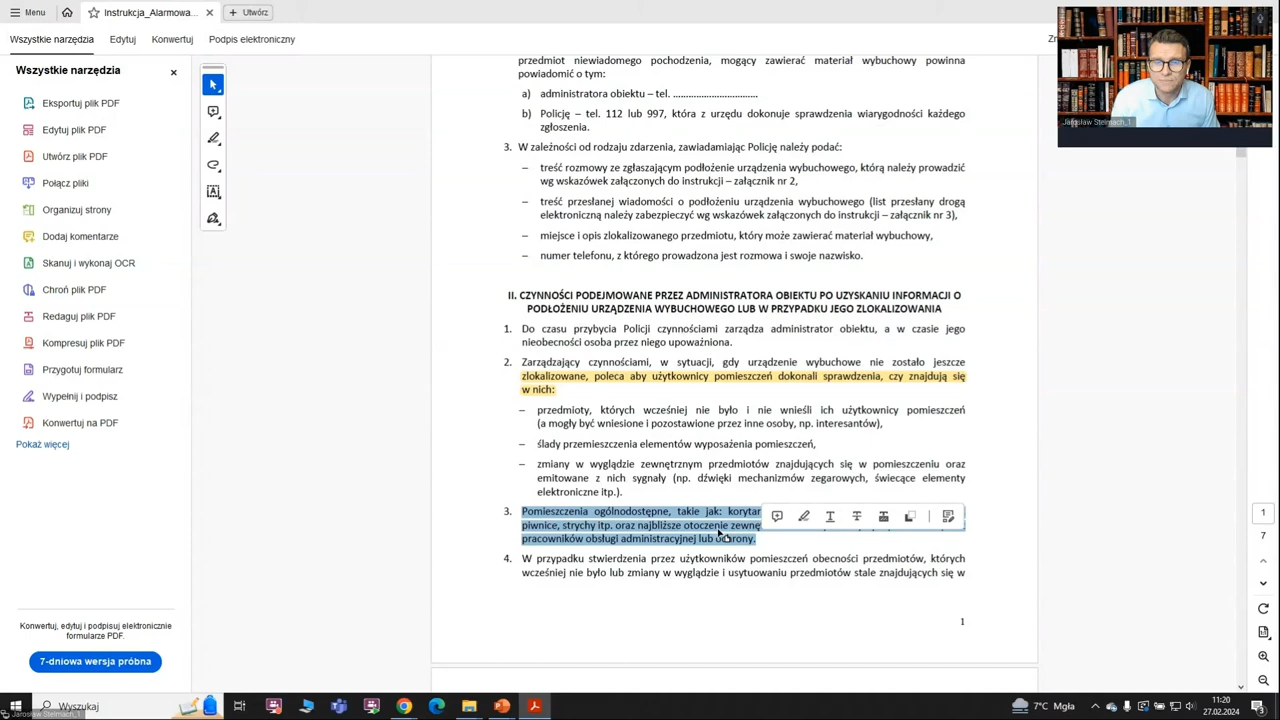 Menu
Instrukcja_Alarmowa...
Utwórz
Wszystkie narzędzia
Edytuj
Konwertuj
Podpis elektroniczny
Wszystkie narzędzia
Eksportuj plik PDF
Edytuj plik PDF
Utwórz plik PDF
Połącz pliki
Organizuj strony
Dodaj komentarze
Skanuj i wykonaj OCR
Chroń plik PDF
Redaguj plik PDF
Kompresuj plik PDF
Przygotuj formularz
Wypełnij i podpisz
Konwertuj na PDF
Pokaż więcej
Konwertuj, edytuj i podpisuj elektronicznie
formularze PDF.
7-dniowa wersja próbna
przedmiot niewiadomego pochodzenia, mogący zawierać materiał wybuchowy powinna
powiadomić o tym:
a) administratora obiektu – tel. ……………………………
b) Policję – tel. 112 lub 997, która z urzędu dokonuje sprawdzenia wiarygodności każdego
zgłoszenia.
3. W zależności od rodzaju zdarzenia, zawiadamiając Policję należy podać:
– treść rozmowy ze zgłaszającym podłożenie urządzenia wybuchowego, którą należy prowadzić
wg wskazówek załączonych do instrukcji – załącznik nr 2,
– treść przesłanej wiadomości o podłożeniu urządzenia wybuchowego (list przesłany drogą
elektroniczną należy zabezpieczyć wg wskazówek załączonych do instrukcji – załącznik nr 3),
– miejsce i opis zlokalizowanego przedmiotu, który może zawierać materiał wybuchowy,
– numer telefonu, z którego prowadzona jest rozmowa i swoje nazwisko.
II. CZYNNOŚCI PODEJMOWANE PRZEZ ADMINISTRATORA OBIEKTU PO UZYSKANIU INFORMACJI O
PODŁOŻENIU URZĄDZENIA WYBUCHOWEGO LUB W PRZYPADKU JEGO ZLOKALIZOWANIA
1. Do czasu przybycia Policji czynnościami zarządza administrator obiektu, a w czasie jego
nieobecności osoba przez niego upoważniona.
2. Zarządzający czynnościami, w sytuacji, gdy urządzenie wybuchowe nie zostało jeszcze
zlokalizowane, poleca aby użytkownicy pomieszczeń dokonali sprawdzenia, czy znajdują się
w nich:
– przedmioty, których wcześniej nie było i nie wnieśli ich użytkownicy pomieszczeń
(a mogły być wniesione i pozostawione przez inne osoby, np. interesantów),
– ślady przemieszczenia elementów wyposażenia pomieszczeń,
– zmiany w wyglądzie zewnętrznym przedmiotów znajdujących się w pomieszczeniu oraz
emitowane z nich sygnały (np. dźwięki mechanizmów zegarowych, świecące elementy
elektroniczne itp.).
3. Pomieszczenia ogólnodostępne, takie jak: korytar
piwnice, strychy itp. oraz najbliższe otoczenie zewnę
pracowników obsługi administracyjnej lub ochrony.
4. W przypadku stwierdzenia przez użytkowników pomieszczeń obecności przedmiotów, których
wcześniej nie było lub zmiany w wyglądzie i usytuowaniu przedmiotów stale znajdujących się w
1
Jarosław Stelmach_1
1
7
Wyszukaj
Jarosław Stelmach_1
7°C Mgła
11:20
27.02.2024
3